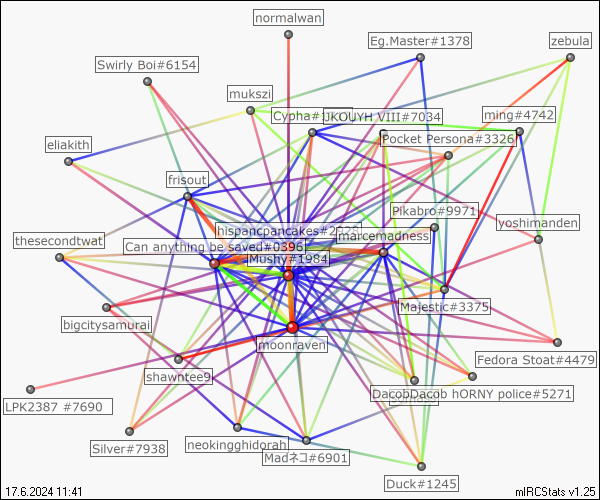 normalwan
Eg.Master#1378
zebula
Swirly Boi#6154
mukszi
Cypha#
JKOUYH VIII#7034
ming#4742
Pocket Persona#3326
eliakith
frisout
Pikabro#9971
yoshimanden
hispancpancakes#2028
marcemadness
thesecondtwat
Can anything be saved#0396
Mushy#1984
Majestic#3375
bigcitysamurai
moonraven
Fedora Stoat#4479
shawntee9
DacobDacob hORNY police#5271
LPK2387 #7690
Silver#7938
neokingghidorah
Madネコ#6901
Duck#1245
17.6.2024 11:41
mIRCStats v1.25